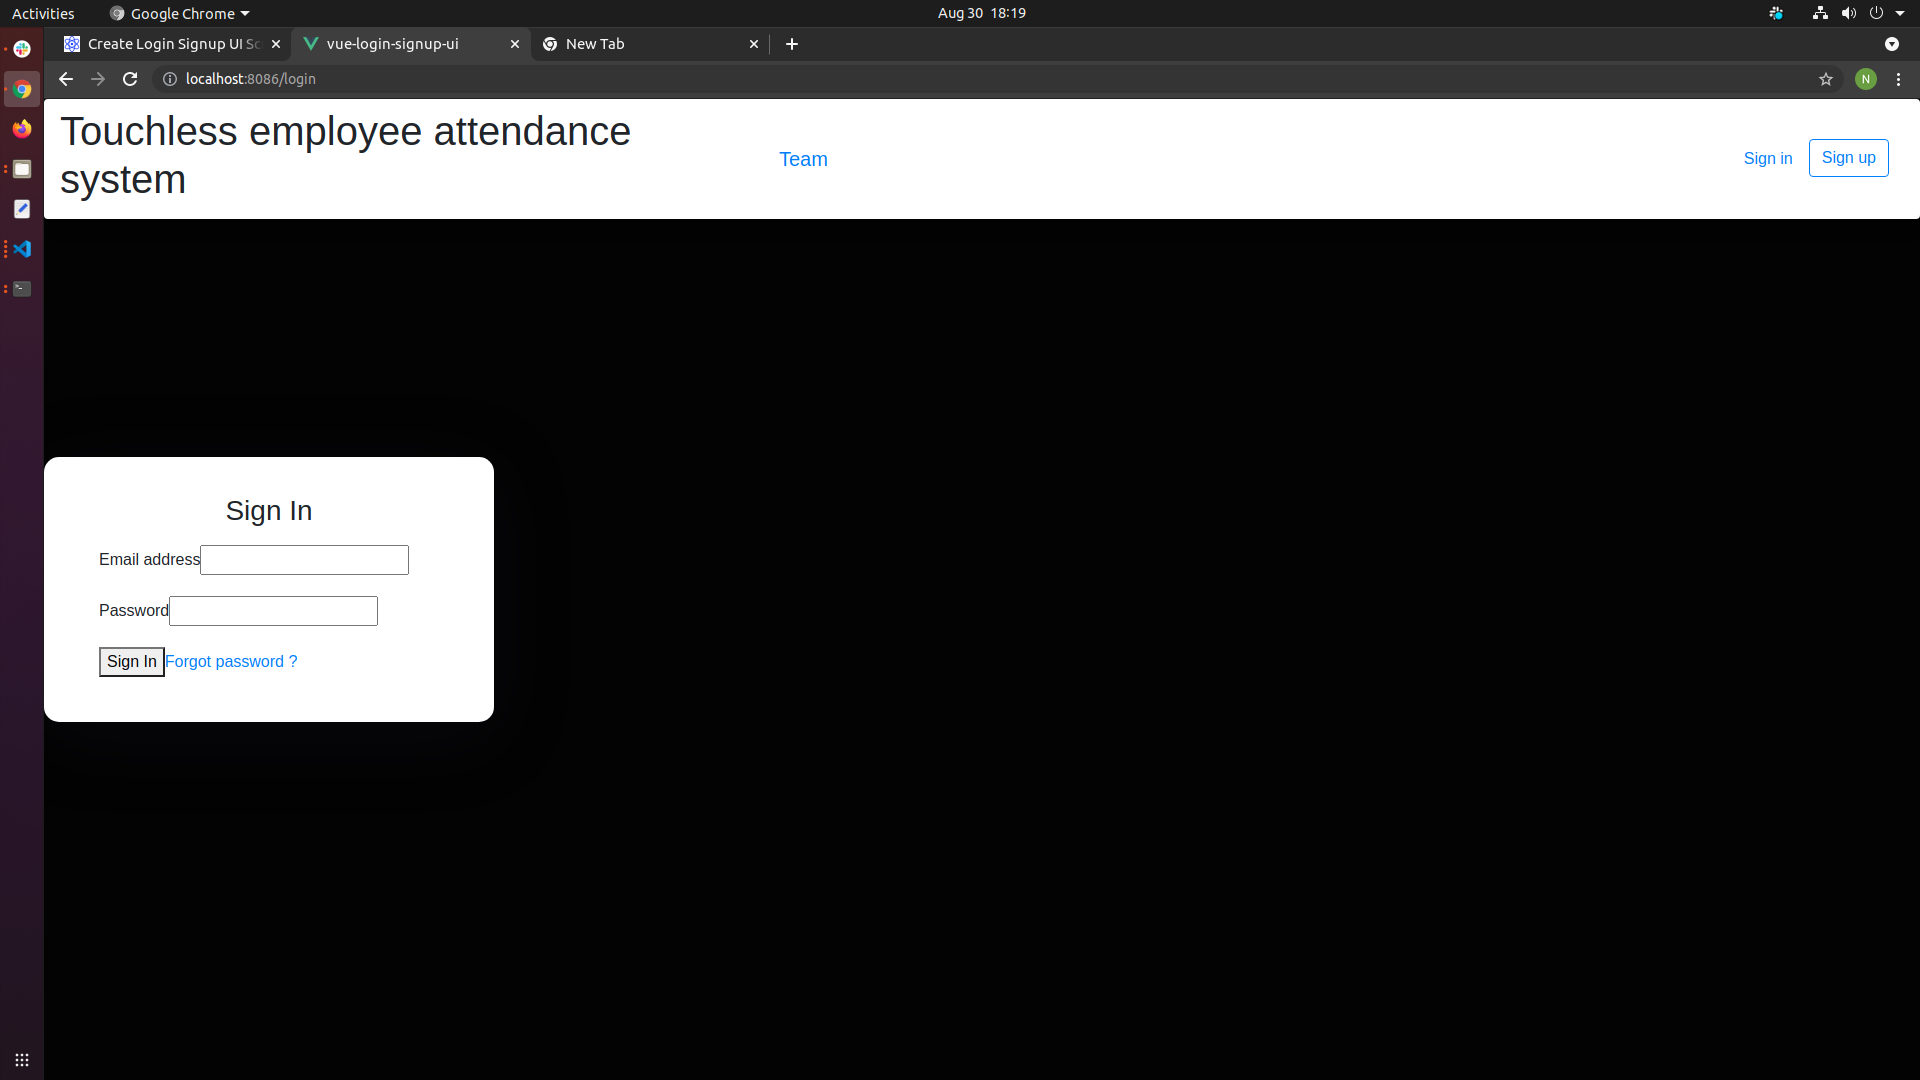 Activities
Google Chrome
Aug 30 18:19
Create Login Signup UI Sc
vue-login-signup-ui
New Tab
localhost:8086/login
N
Touchless employee attendance
system
Team
Sign in
Sign up
Sign In
Email address
Password
Sign In
Forgot password ?